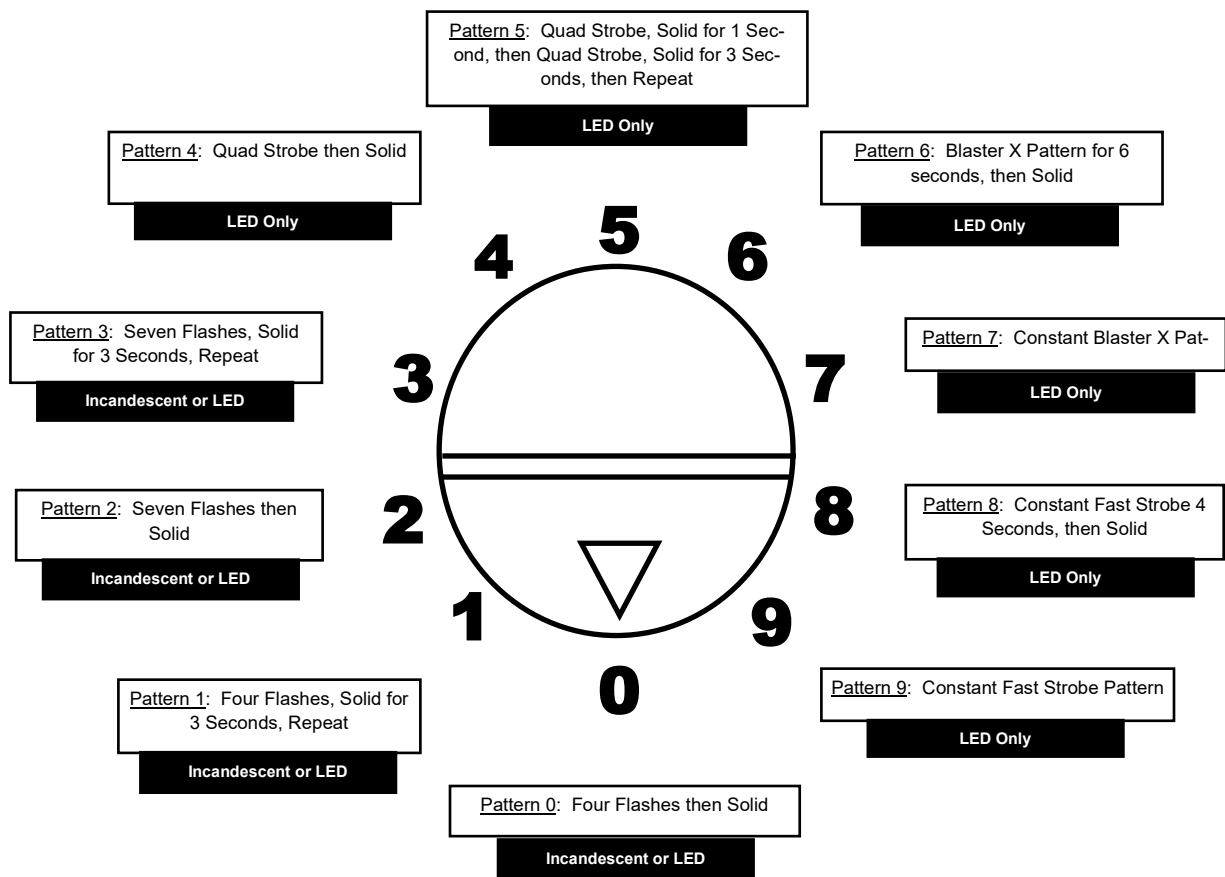 Pattern 5: Quad Strobe, Solid for 1 Sec-
ond, then Quad Strobe, Solid for 3 Sec-
onds, then Repeat
LED Only
Pattern 4: Quad Strobe then Solid
LED Only
Pattern 6: Blaster X Pattern for 6
seconds, then Solid
LED Only
5
4
6
Pattern 3: Seven Flashes, Solid
for 3 Seconds, Repeat
Incandescent or LED
3
7
Pattern 7: Constant Blaster X Pat-
LED Only
Pattern 2: Seven Flashes then
Solid
Incandescent or LED
2
8
Pattern 8: Constant Fast Strobe 4
Seconds, then Solid
LED Only
1
9
0
Pattern 1: Four Flashes, Solid for
3 Seconds, Repeat
Incandescent or LED
Pattern 9: Constant Fast Strobe Pattern
LED Only
Pattern 0: Four Flashes then Solid
Incandescent or LED